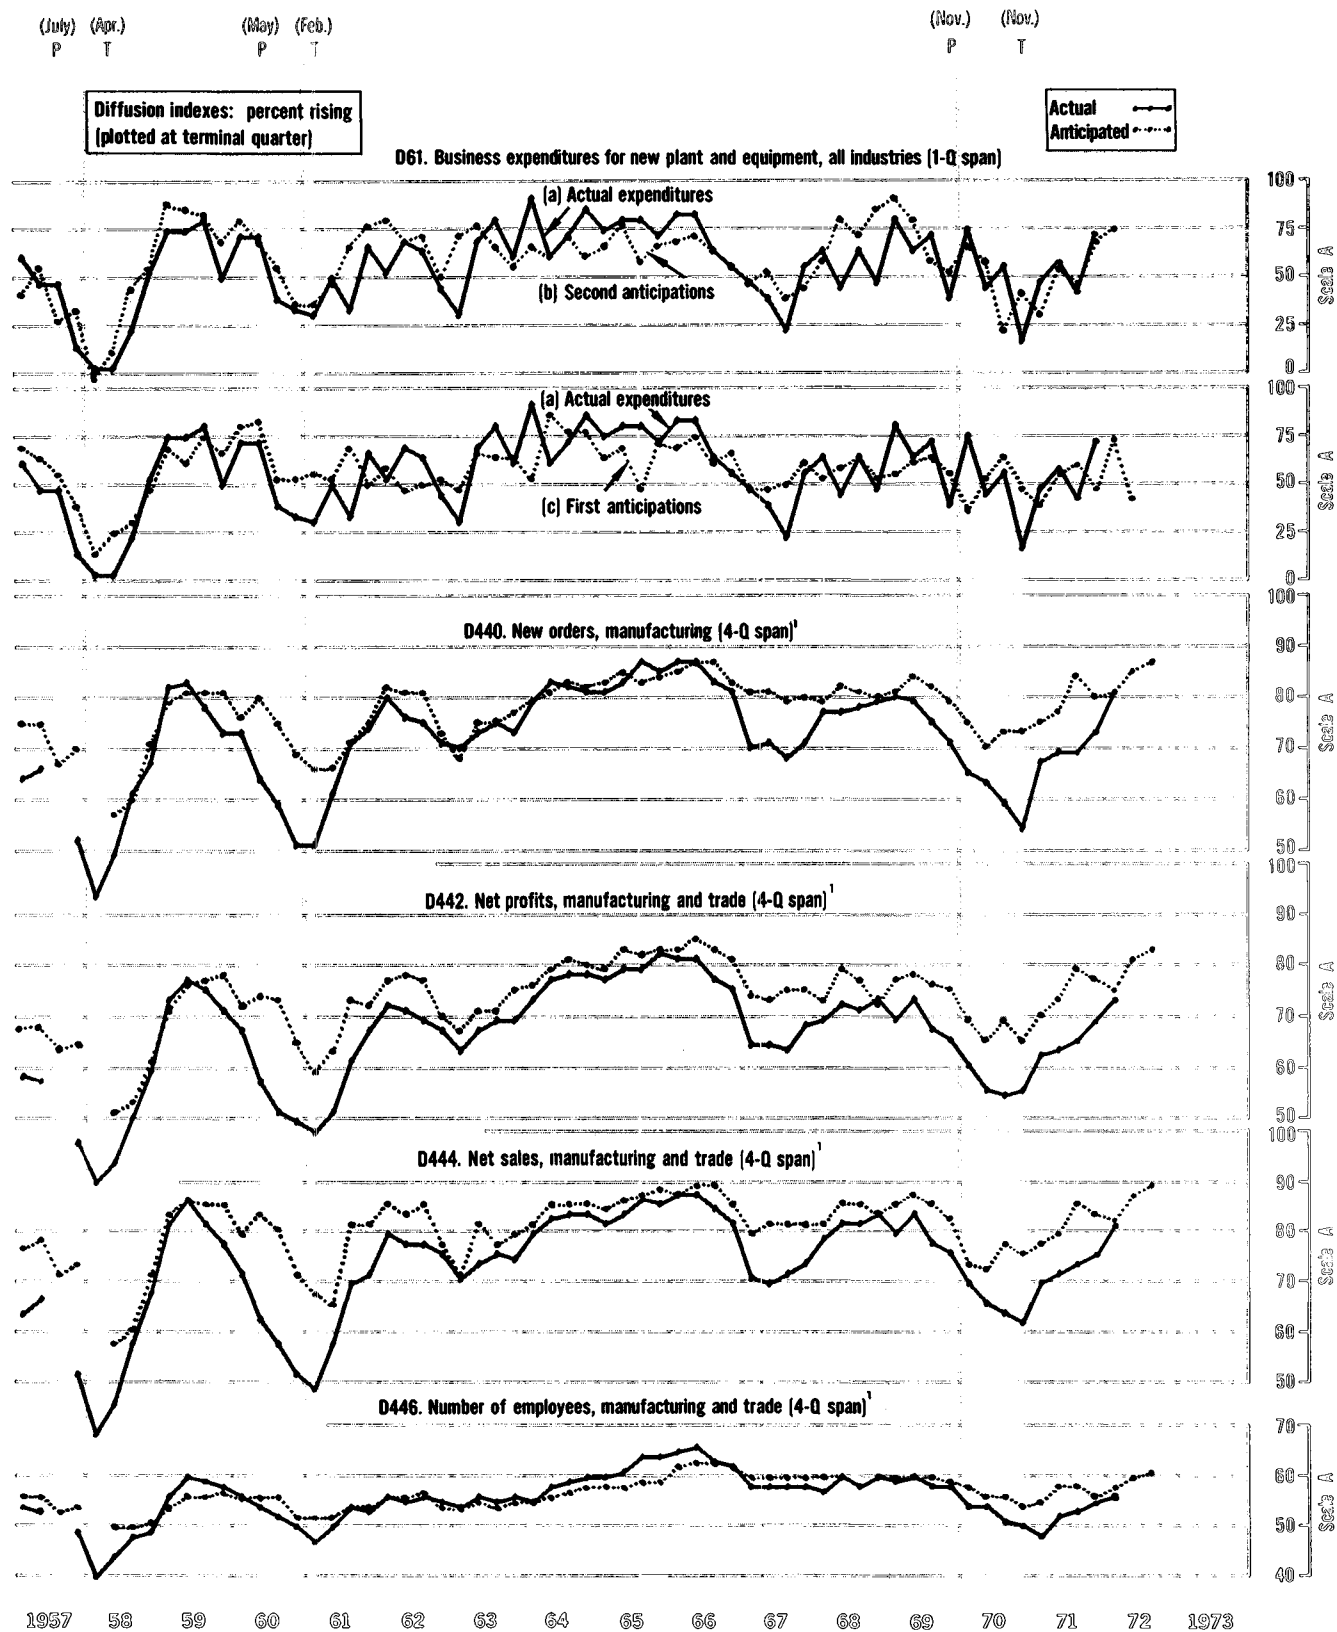 (July) (Apr.) (May) (Feb.) (Nov.) (Nov.)
P T P T P T
Diffusion indexes: percent rising
(plotted at terminal quarter)
Actual
Anticipated
D61. Business expenditures for new plant and equipment, all industries (1-Q span)
(a) Actual expenditures
(b) Second anticipations
100
75
50
25
0
Scale A
(a) Actual expenditures
(c) First anticipations
100
75
50
25
0
Scale A
D440. New orders, manufacturing (4-Q span)¹
100
90
80
70
60
50
Scale A
D442. Net profits, manufacturing and trade (4-Q span)¹
100
90
80
70
60
50
Scale A
D444. Net sales, manufacturing and trade (4-Q span)¹
100
90
80
70
60
50
Scale A
D446. Number of employees, manufacturing and trade (4-Q span)¹
70
60
50
40
Scale A
1957 58 59 60 61 62 63 64 65 66 67 68 69 70 71 72 1973